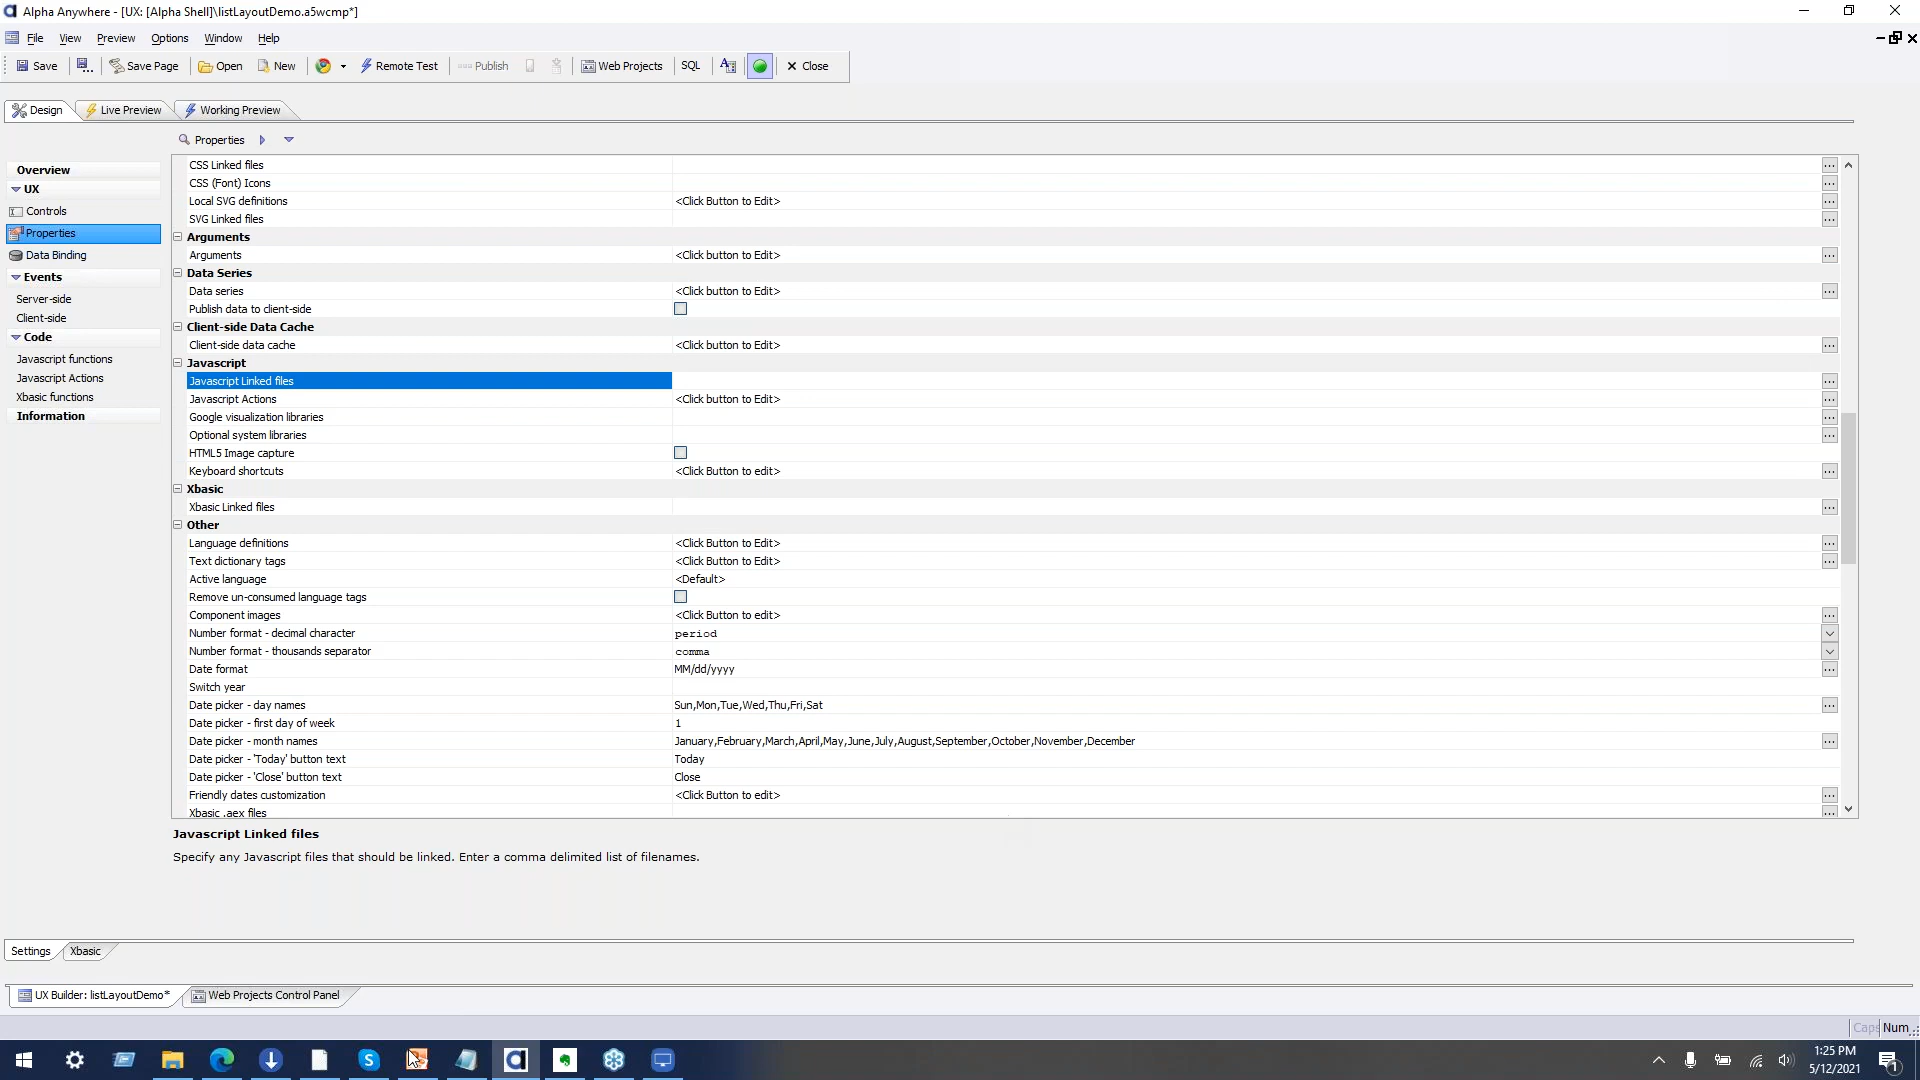 Alpha Anywhere - [UX: [Alpha Shell]\listLayoutDemo.a5wcmp*]
File View Preview Options Window Help
Save Save Page Open New Remote Test Publish Web Projects SQL Close
Design Live Preview Working Preview
Properties
Overview
UX
Controls
Properties
Data Binding
Events
Server-side
Client-side
Code
Javascript functions
Javascript Actions
Xbasic functions
Information
CSS Linked files
CSS (Font) Icons
Local SVG definitions <Click Button to Edit>
SVG Linked files
Arguments
Arguments <Click button to Edit>
Data Series
Data series <Click button to Edit>
Publish data to client-side
Client-side Data Cache
Client-side data cache <Click button to Edit>
Javascript
Javascript Linked files
Javascript Actions <Click button to Edit>
Google visualization libraries
Optional system libraries
HTML5 Image capture
Keyboard shortcuts <Click Button to edit>
Xbasic
Xbasic Linked files
Other
Language definitions <Click Button to Edit>
Text dictionary tags <Click Button to Edit>
Active language <Default>
Remove un-consumed language tags
Component images <Click Button to edit>
Number format - decimal character period
Number format - thousands separator comma
Date format MM/dd/yyyy
Switch year
Date picker - day names Sun,Mon,Tue,Wed,Thu,Fri,Sat
Date picker - first day of week 1
Date picker - month names January,February,March,April,May,June,July,August,September,October,November,December
Date picker - 'Today' button text Today
Date picker - 'Close' button text Close
Friendly dates customization <Click Button to edit>
Xbasic .aex files
Javascript Linked files
Specify any Javascript files that should be linked. Enter a comma delimited list of filenames.
Settings Xbasic
UX Builder: listLayoutDemo* Web Projects Control Panel
Caps Num
1:25 PM
5/12/2021